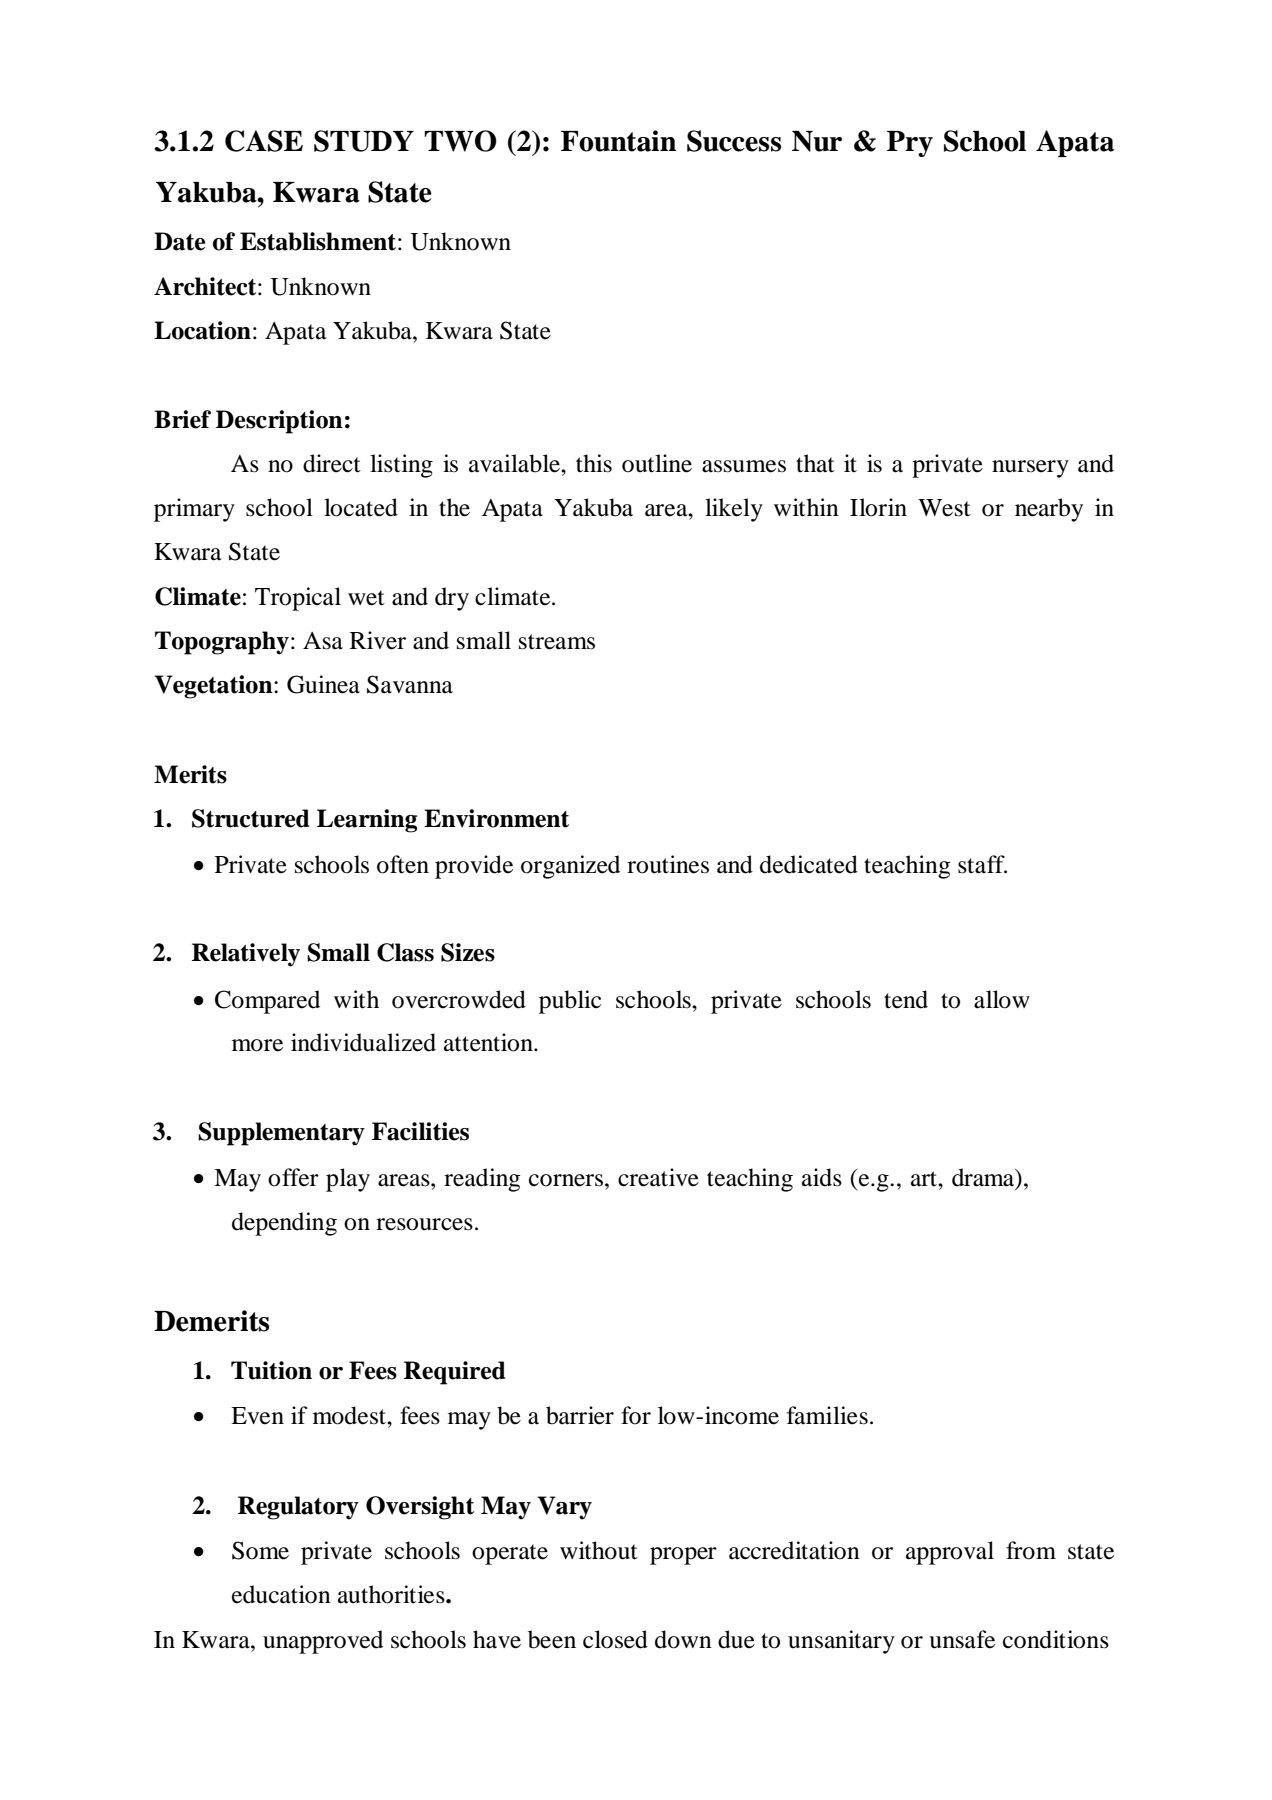 3.1.2 CASE STUDY TWO (2): Fountain Success Nur & Pry School Apata
Yakuba, Kwara State
Date of Establishment: Unknown
Architect: Unknown
Location: Apata Yakuba, Kwara State
Brief Description:
As no direct listing is available, this outline assumes that it is a private nursery and
primary school located in the Apata Yakuba area, likely within Ilorin West or nearby in
Kwara State
Climate: Tropical wet and dry climate.
Topography: Asa River and small streams
Vegetation: Guinea Savanna
Merits
1. Structured Learning Environment
• Private schools often provide organized routines and dedicated teaching staff.
2. Relatively Small Class Sizes
• Compared with overcrowded public schools, private schools tend to allow
more individualized attention.
3. Supplementary Facilities
• May offer play areas, reading corners, creative teaching aids (e.g., art, drama),
depending on resources.
Demerits
1. Tuition or Fees Required
• Even if modest, fees may be a barrier for low-income families.
2. Regulatory Oversight May Vary
• Some private schools operate without proper accreditation or approval from state
education authorities.
In Kwara, unapproved schools have been closed down due to unsanitary or unsafe conditions